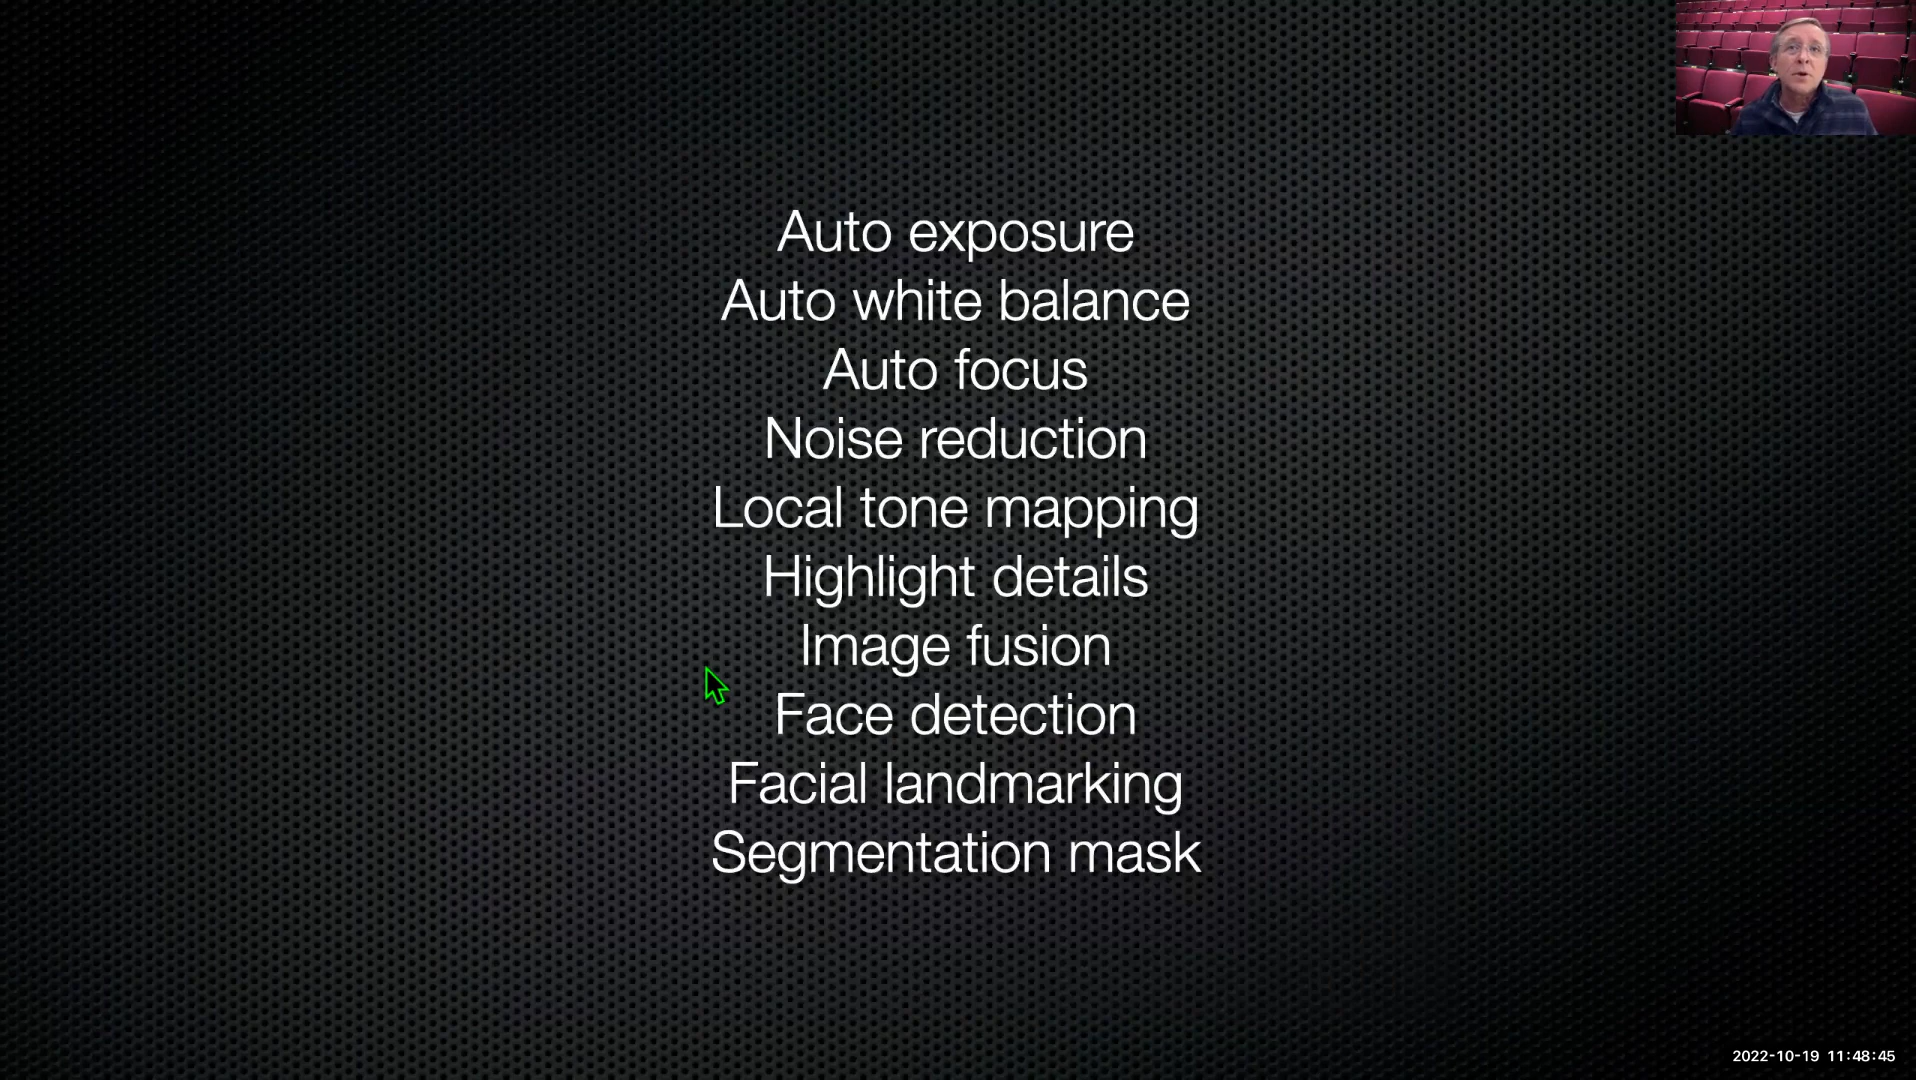 Auto exposure
Auto white balance
Auto focus
Noise reduction
Local tone mapping
Highlight details
Image fusion
Face detection
Facial landmarking
Segmentation mask
2022-10-19 11:48:45